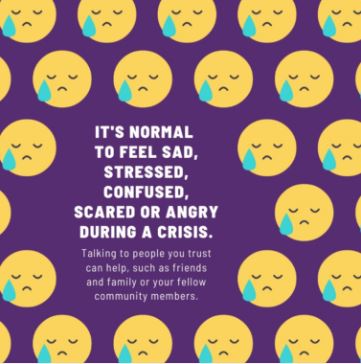 IT'S NORMAL
TO FEEL SAD,
STRESSED,
CONFUSED,
SCARED OR ANGRY
DURING A CRISIS.
Talking to people you trust
can help, such as friends
and family or your fellow
community members.